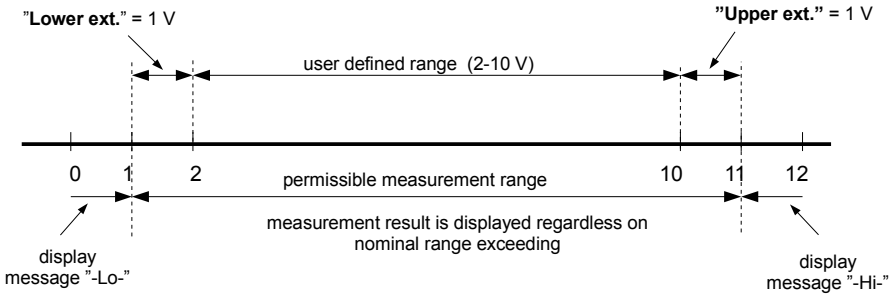 "Lower ext." = 1 V
"Upper ext." = 1 V
user defined range (2-10 V)
0 1 2 10 11 12
permissible measurement range
measurement result is displayed regardless on
nominal range exceeding
display
message "-Lo-"
display
message "-Hi-"